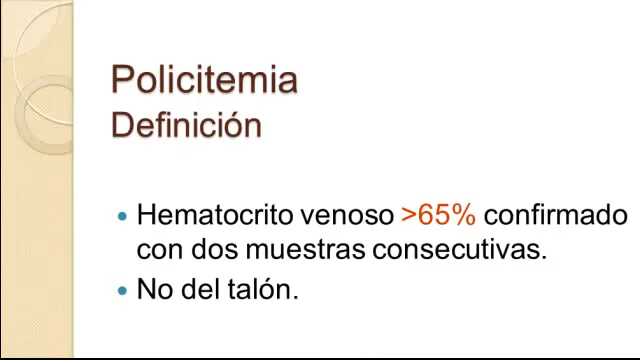 Policitemia
Definición
• Hematocrito venoso >65% confirmado
con dos muestras consecutivas.
• No del talón.